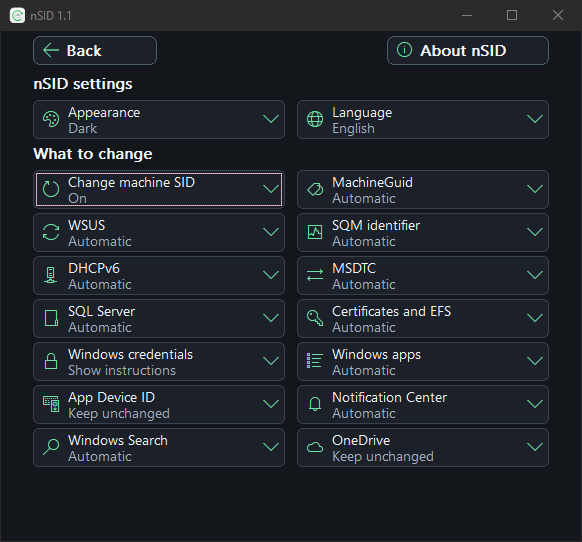 nSID 1.1
Back
About nSID
nSID settings
Appearance
Dark
Language
English
What to change
Change machine SID
On
MachineGuid
Automatic
WSUS
Automatic
SQM identifier
Automatic
DHCPv6
Automatic
MSDTC
Automatic
SQL Server
Automatic
Certificates and EFS
Automatic
Windows credentials
Show instructions
Windows apps
Automatic
App Device ID
Keep unchanged
Notification Center
Automatic
Windows Search
Automatic
OneDrive
Keep unchanged